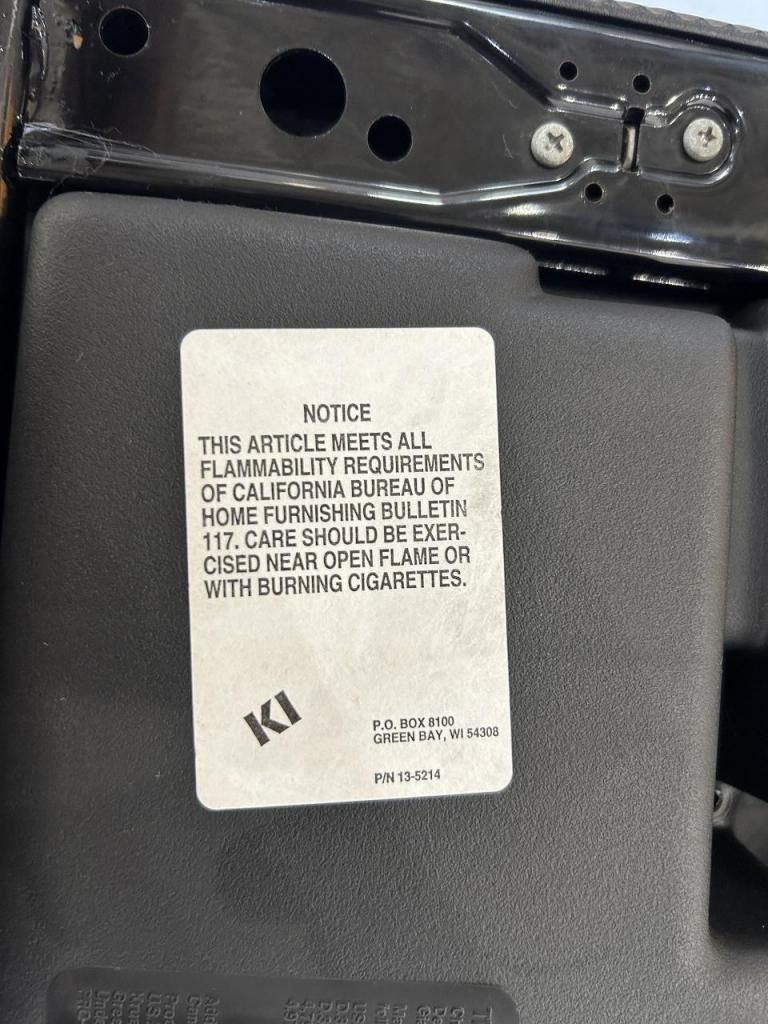 NOTICE
THIS ARTICLE MEETS ALL
FLAMMABILITY REQUIREMENTS
OF CALIFORNIA BUREAU OF
HOME FURNISHING BULLETIN
117. CARE SHOULD BE EXER-
CISED NEAR OPEN FLAME OR
WITH BURNING CIGARETTES.
KI
P.O. BOX 8100
GREEN BAY, WI 54308
P/N 13-5214